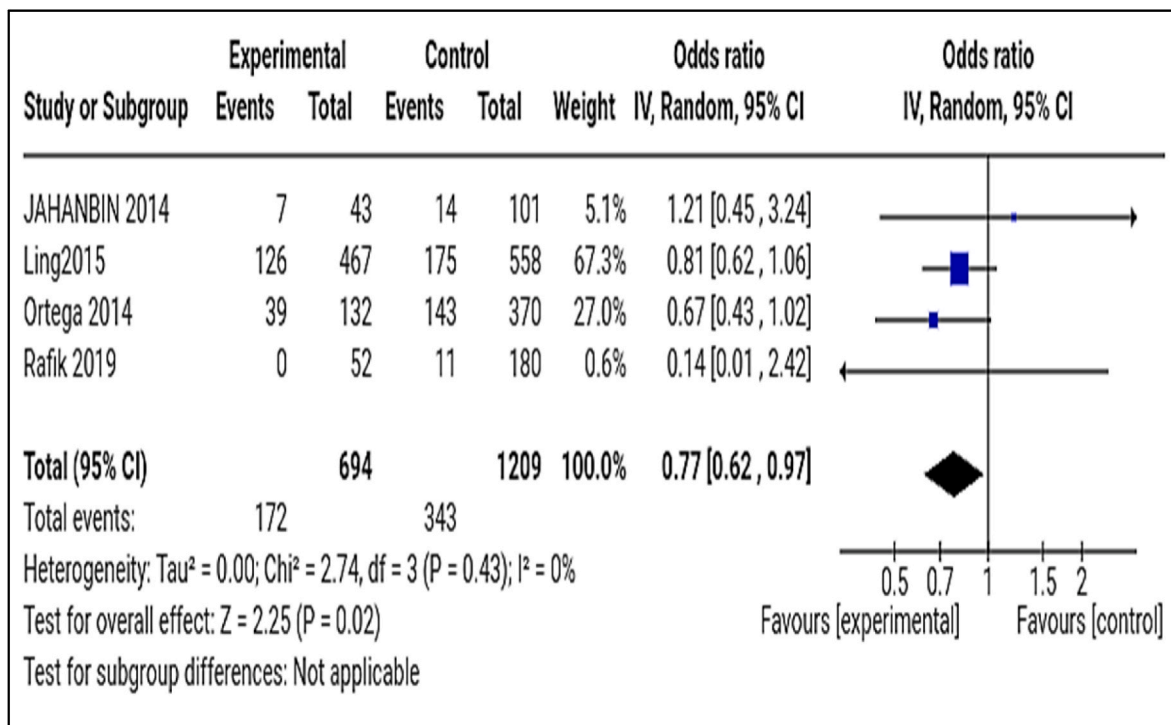 Experimental Control Odds ratio Odds ratio
Study or Subgroup Events Total Events Total Weight IV, Random, 95% CI IV, Random, 95% CI
JAHANBIN 2014 7 43 14 101 5.1% 1.21 [0.45 , 3.24]
Ling2015 126 467 175 558 67.3% 0.81 [0.62 , 1.06]
Ortega 2014 39 132 143 370 27.0% 0.67 [0.43 , 1.02]
Rafik 2019 0 52 11 180 0.6% 0.14 [0.01 , 2.42]
Total (95% CI) 694 1209 100.0% 0.77 [0.62 , 0.97]
Total events: 172 343
Heterogeneity: Tau² = 0.00; Chi² = 2.74, df = 3 (P = 0.43); I² = 0%
0.5 0.7 1 1.5 2
Test for overall effect: Z = 2.25 (P = 0.02) Favours [experimental] Favours [control]
Test for subgroup differences: Not applicable